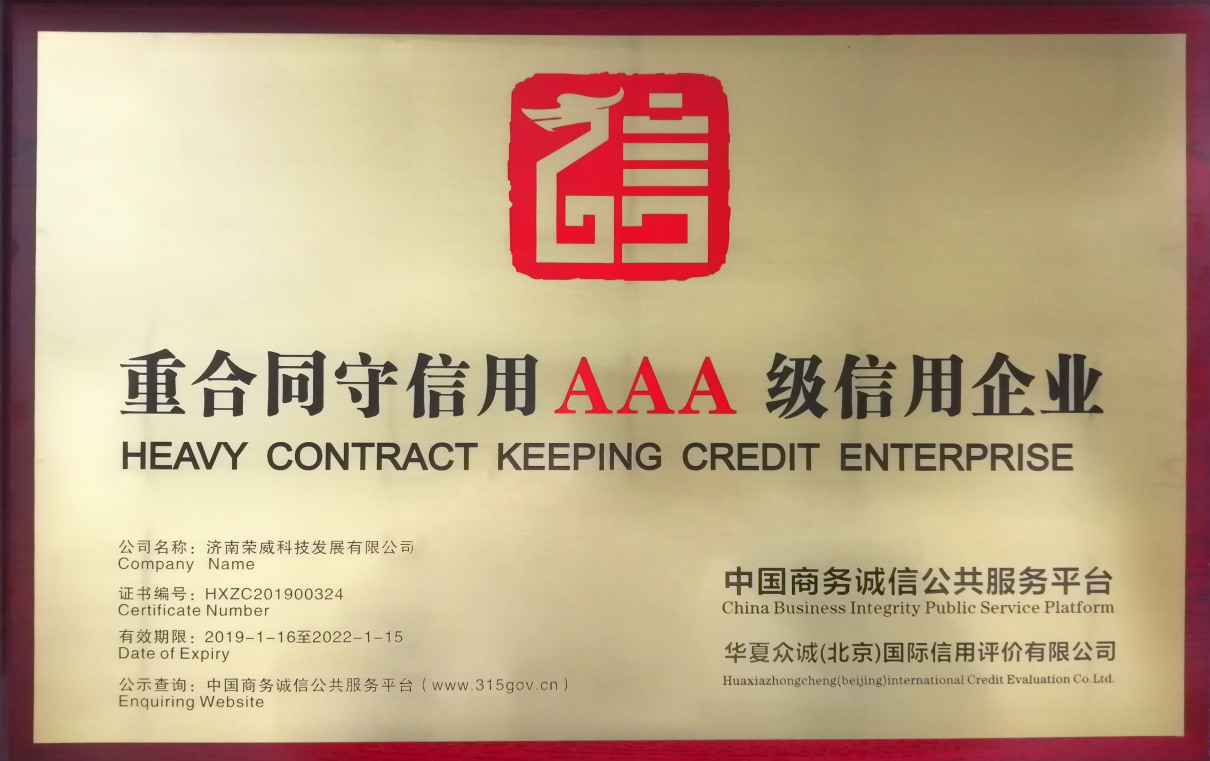 信
重合同守信用AAA 级信用企业
HEAVY CONTRACT KEEPING CREDIT ENTERPRISE
公司名称：济南荣威科技发展有限公司
Company Name
证书编号：HXZC201900324
Certificate Number
有效期限：2019-1-16至2022-1-15
Date of Expiry
公示查询：中国商务诚信公共服务平台（www.315gov.cn）
Enquiring Website
中国商务诚信公共服务平台
China Business Integrity Public Service Platform
华夏众诚(北京)国际信用评价有限公司
Huaxiazhongcheng(beijing)international Credit Evaluation Co.Ltd.